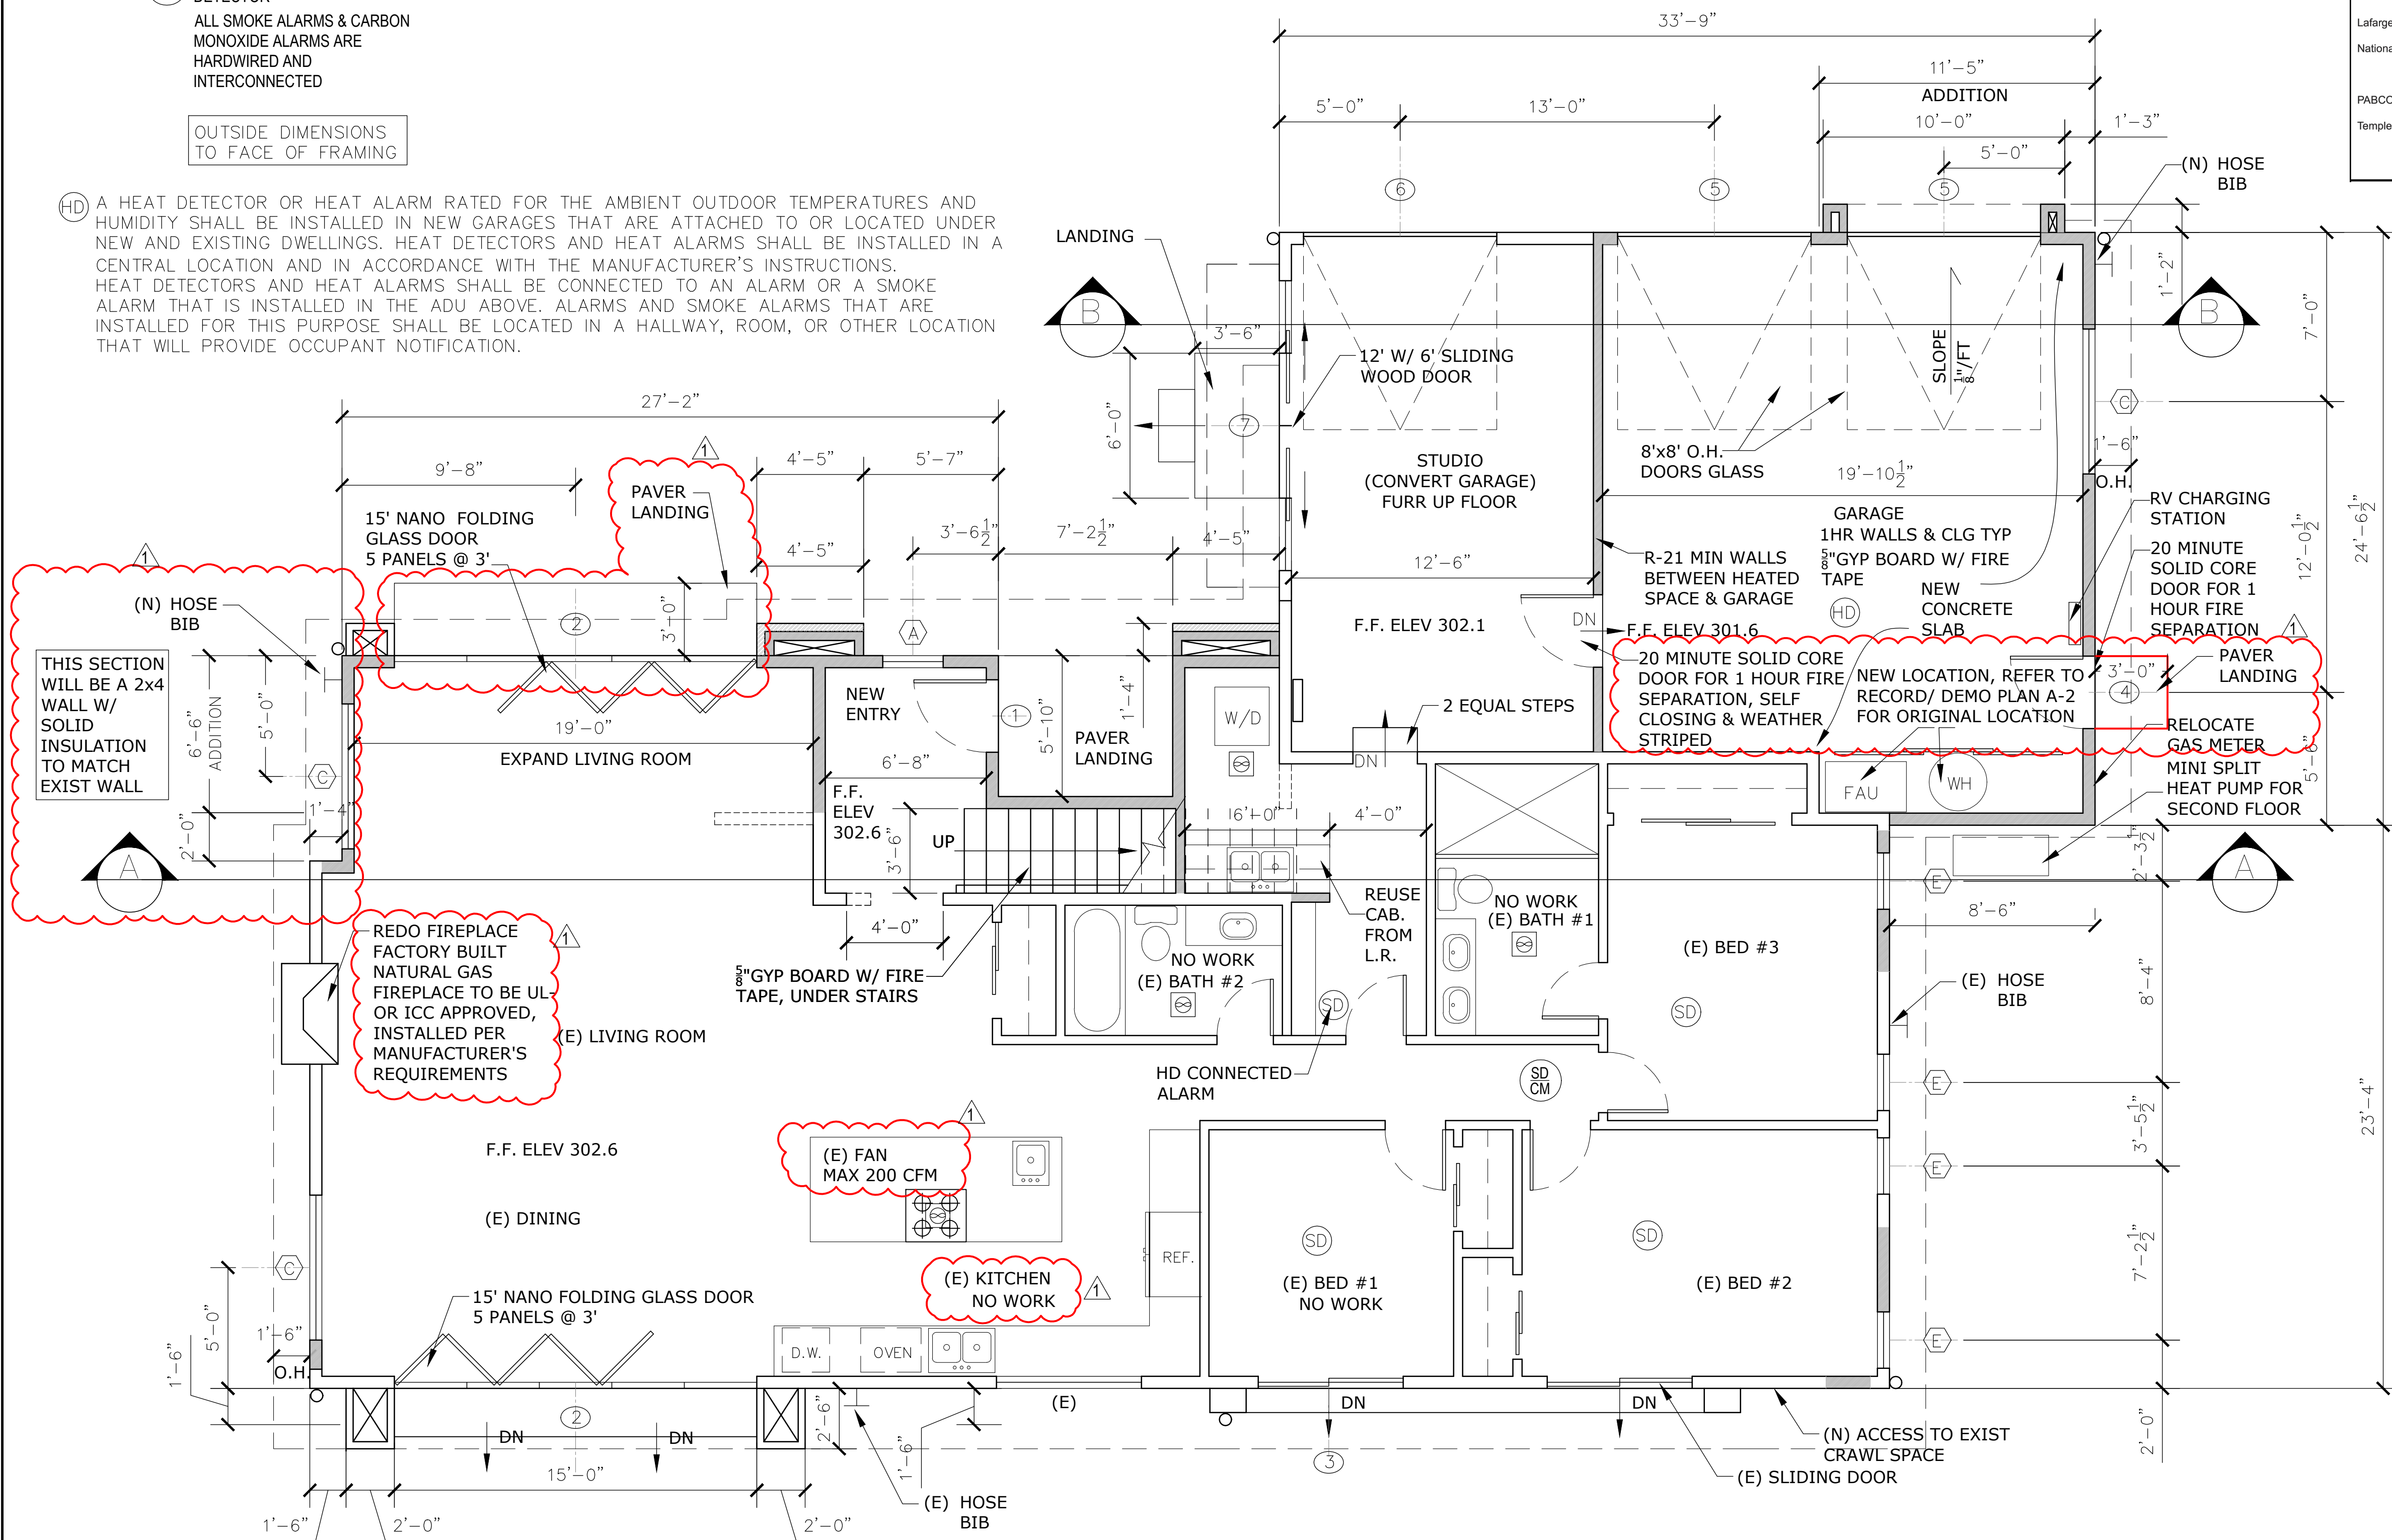 ALL SMOKE ALARMS & CARBON
MONOXIDE ALARMS ARE
HARDWIRED AND
INTERCONNECTED
OUTSIDE DIMENSIONS
TO FACE OF FRAMING
HD
A HEAT DETECTOR OR HEAT ALARM RATED FOR THE AMBIENT OUTDOOR TEMPERATURES AND
HUMIDITY SHALL BE INSTALLED IN NEW GARAGES THAT ARE ATTACHED TO OR LOCATED UNDER
NEW AND EXISTING DWELLINGS. HEAT DETECTORS AND HEAT ALARMS SHALL BE INSTALLED IN A
CENTRAL LOCATION AND IN ACCORDANCE WITH THE MANUFACTURER'S INSTRUCTIONS.
HEAT DETECTORS AND HEAT ALARMS SHALL BE CONNECTED TO AN ALARM OR A SMOKE
ALARM THAT IS INSTALLED IN THE ADU ABOVE. ALARMS AND SMOKE ALARMS THAT ARE
INSTALLED FOR THIS PURPOSE SHALL BE LOCATED IN A HALLWAY, ROOM, OR OTHER LOCATION
THAT WILL PROVIDE OCCUPANT NOTIFICATION.
33'-9"
11'-5"
ADDITION
5'-0"
13'-0"
10'-0"
1'-3"
5'-0"
6
5
5
(N) HOSE
BIB
Lafarge
PABCO
Temple
LANDING
B
B
3'-6"
6'-0"
7
12' W/ 6' SLIDING
WOOD DOOR
SLOPE
1/8"/FT
1'-2"
7'-0"
C
1'-6"
O.H.
12'-0 1/2"
24'-6 1/2"
STUDIO
(CONVERT GARAGE)
FURR UP FLOOR
8'x8' O.H.
DOORS GLASS
19'-10 1/2"
GARAGE
1HR WALLS & CLG TYP
5/8"GYP BOARD W/ FIRE
TAPE
HD
NEW
CONCRETE
SLAB
R-21 MIN WALLS
BETWEEN HEATED
SPACE & GARAGE
RV CHARGING
STATION
20 MINUTE
SOLID CORE
DOOR FOR 1
HOUR FIRE
SEPARATION
1
12'-6"
F.F. ELEV 302.1
DN
F.F. ELEV 301.6
20 MINUTE SOLID CORE
DOOR FOR 1 HOUR FIRE
SEPARATION, SELF
CLOSING & WEATHER
STRIPED
NEW LOCATION, REFER TO
RECORD/ DEMO PLAN A-2
FOR ORIGINAL LOCATION
3'-0"
4
PAVER
LANDING
RELOCATE
GAS METER
5'-6"
MINI SPLIT
HEAT PUMP FOR
SECOND FLOOR
FAU
WH
2 EQUAL STEPS
DN
27'-2"
9'-8"
1
4'-5"
5'-7"
PAVER
LANDING
15' NANO  FOLDING
GLASS DOOR
5 PANELS @ 3'
4'-5"
3'-6 1/2"
7'-2 1/2"
4'-5"
2
3'-0"
A
1
(N) HOSE
BIB
THIS SECTION
WILL BE A 2x4
WALL W/
SOLID
INSULATION
TO MATCH
EXIST WALL
6'-6"
ADDITION
5'-0"
C
1'-4"
2'-0"
A
19'-0"
EXPAND LIVING ROOM
NEW
ENTRY
1
6'-8"
5'-10"
1'-4"
PAVER
LANDING
W/D
F.F.
ELEV
302.6
3'-6"
UP
6'-0"
4'-0"
REUSE
CAB.
FROM
L.R.
4'-0"
5/8"GYP BOARD W/ FIRE
TAPE, UNDER STAIRS
NO WORK
(E) BATH #2
NO WORK
(E) BATH #1
SD
HD CONNECTED
ALARM
SD
CM
(E) BED #3
SD
2'-3 1/2"
A
E
8'-6"
8'-4"
(E) HOSE
BIB
E
3'-5 1/2"
E
23'-4"
7'-2 1/2"
E
2'-0"
REDO FIREPLACE
FACTORY BUILT
NATURAL GAS
FIREPLACE TO BE UL-
OR ICC APPROVED,
INSTALLED PER
MANUFACTURER'S
REQUIREMENTS
1
(E) LIVING ROOM
F.F. ELEV 302.6
1
(E) FAN
MAX 200 CFM
(E) DINING
(E) KITCHEN
NO WORK
1
REF.
D.W.
OVEN
SD
(E) BED #1
NO WORK
SD
(E) BED #2
C
5'-0"
1'-6"
1'-6"
O.H.
15' NANO FOLDING GLASS DOOR
5 PANELS @ 3'
2
DN
DN
15'-0"
1'-6"
2'-0"
2'-0"
2'-6"
1'-6"
(E)
(E) HOSE
BIB
DN
DN
3
(N) ACCESS TO EXIST
CRAWL SPACE
(E) SLIDING DOOR